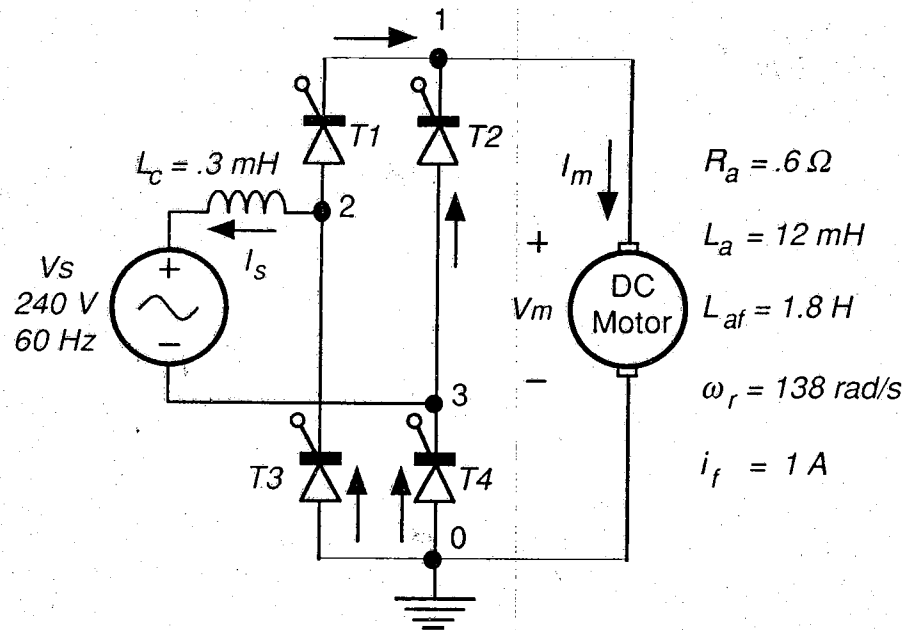 1
T1
T2
L_c = .3 mH
2
I_s
Vs
240 V
60 Hz
+
−
I_m
+
Vm
−
DC
Motor
R_a = .6 Ω
L_a = 12 mH
L_af = 1.8 H
ω_r = 138 rad/s
i_f = 1 A
3
T3
T4
0